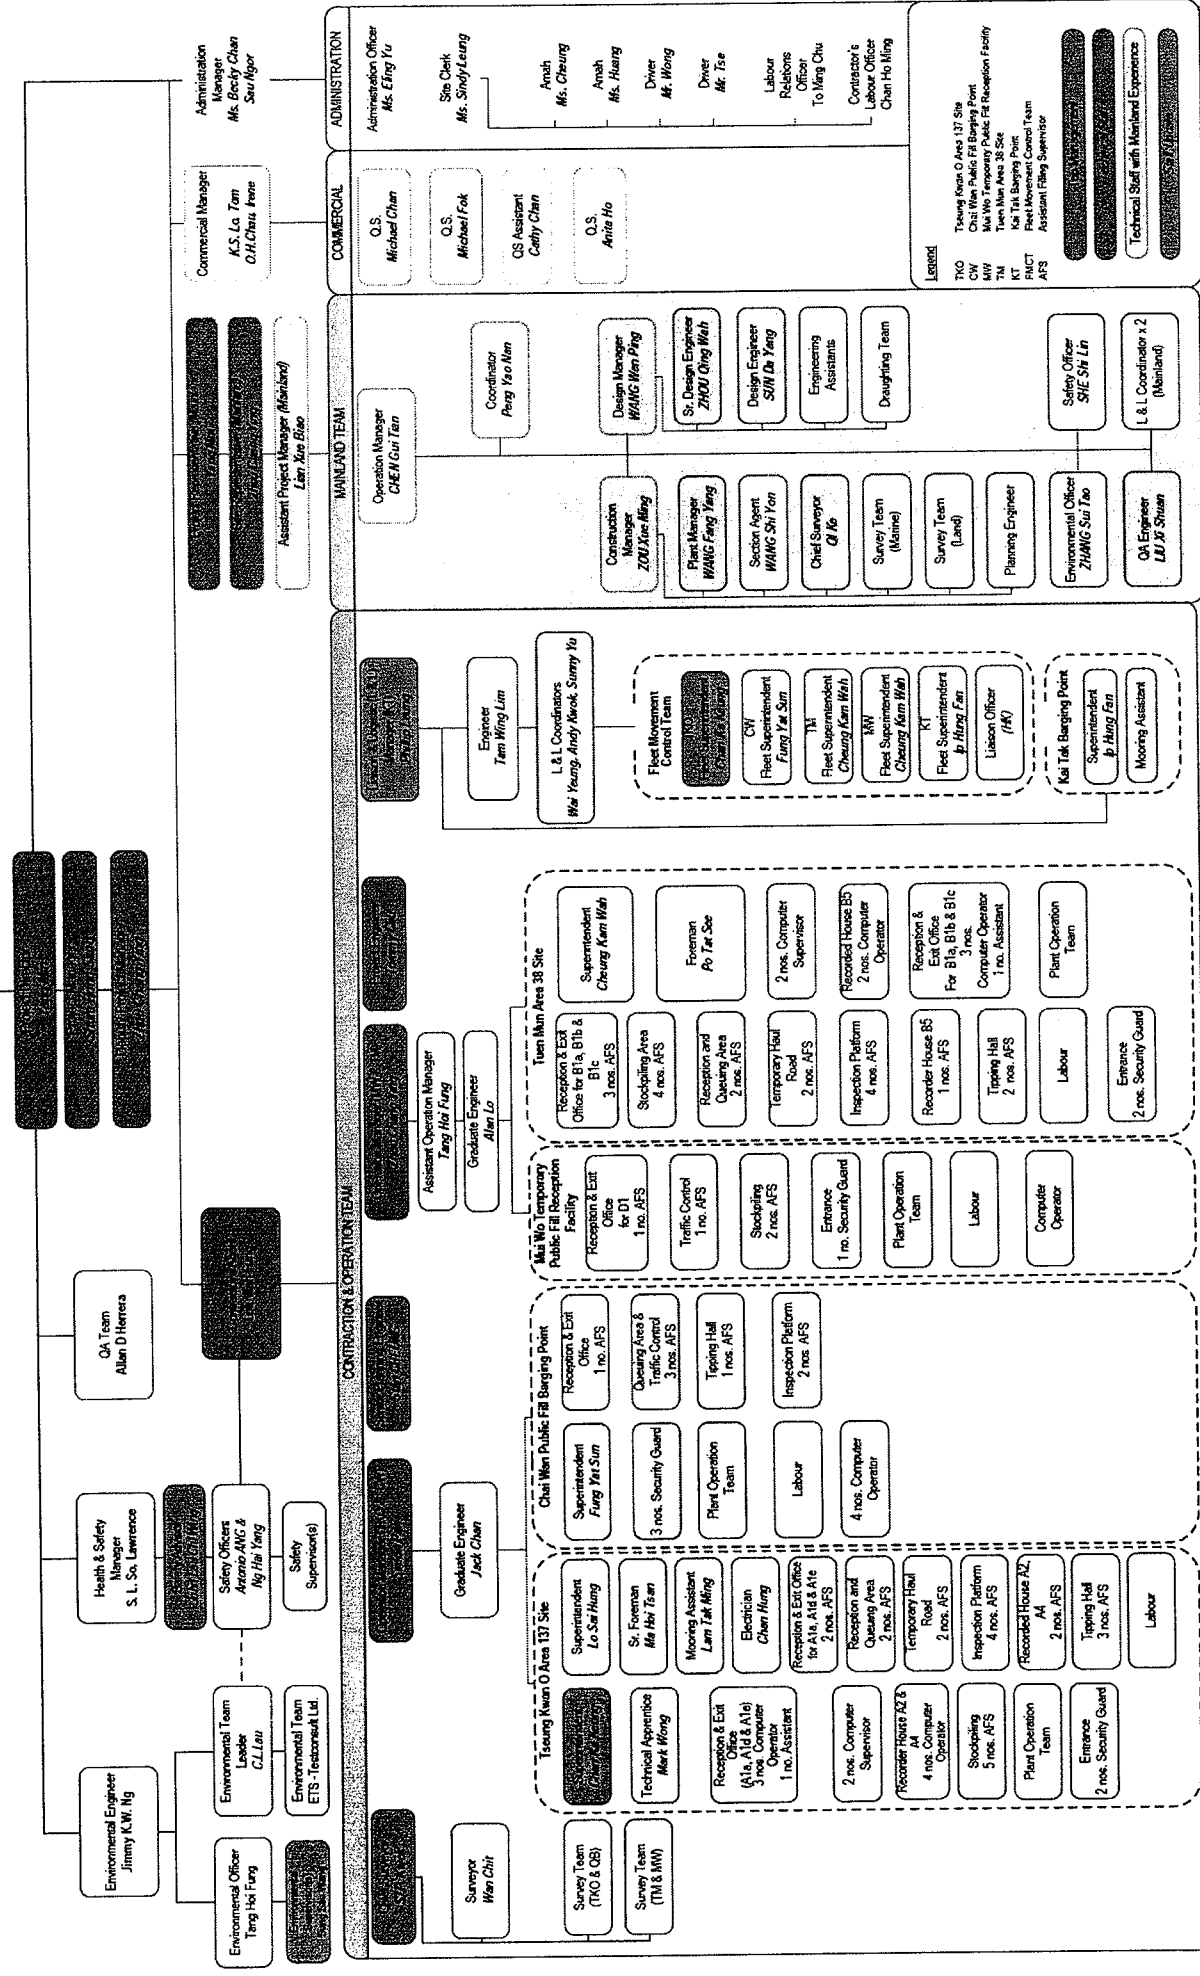 Environmental Engineer
Jimmy K.W. Ng
Environmental Officer
Tang Hoi Fung
Environmental Team
Leader
C.L.Lau
Environmental Team
ETS -Testconsult Ltd.
Health & Safety
Manager
S. L. So. Lawrence
Safety Officers
Antonio ANG &
Ng Hai Yang
Safety
Supervisor(s)
QA Team
Allan D Herrera
Assistant Project Manager (Mainland)
Lian Xue Biao
Commercial Manager
K.S. Lo. Tom
O.H.Chau. Irene
Administration
Manager
Ms. Becky Chan
Sau Ngor
CONTRACTION & OPERATION TEAM
Surveyor
Wan Chit
Survey Team
(TKO & QB)
Survey Team
(TM & MW)
Graduate Engineer
Jack Chan
Tseung Kwan O Area 137 Site
Technical Apprentice
Mark Wong
Reception & Exit
Office
(A1a, A1d & A1e)
3 nos. Computer
Operator
1 no. Assistant
2 nos. Computer
Supervisor
Recorder House A2 &
A4
4 nos. Computer
Operator
Stockpiling
5 nos. AFS
Plant Operation
Team
Entrance
2 nos. Security Guard
Superintendent
Lo Sai Hung
Sr. Foreman
Ma Hoi Tsan
Mooring Assistant
Lam Tak Ming
Electrician
Chan Hung
Reception & Exit Office
for A1a, A1d & A1e
2 nos. AFS
Reception and
Queuing Area
2 nos. AFS
Temporary Haul
Road
2 nos. AFS
Inspection Platform
4 nos. AFS
Recorded House A2,
A4
2 nos. AFS
Tipping Hall
3 nos. AFS
Labour
Chai Wan Public Fill Barging Point
Superintendent
Fung Yat Sun
3 nos. Security Guard
Plant Operation
Team
Labour
4 nos. Computer
Operator
Reception & Exit
Office
1 no. AFS
Queuing Area &
Traffic Control
3 nos. AFS
Tipping Hall
1 nos. AFS
Inspection Platform
2 nos. AFS
Assistant Operation Manager
Tang Hoi Fung
Graduate Engineer
Alan Lo
Mui Wo Temporary
Public Fill Reception
Facility
Reception & Exit
Office
for D1
1 no. AFS
Traffic Control
1 no. AFS
Stockpiling
2 nos. AFS
Entrance
1 no. Security Guard
Plant Operation
Team
Labour
Computer
Operator
Tuen Mun Area 38 Site
Reception & Exit
Office for B1a, B1b &
B1c
3 nos. AFS
Stockpiling Area
4 nos. AFS
Reception and
Queuing Area
2 nos. AFS
Temporary Haul
Road
2 nos. AFS
Inspection Platform
4 nos. AFS
Recorder House B5
1 nos. AFS
Tipping Hall
2 nos. AFS
Labour
Entrance
2 nos. Security Guard
Superintendent
Cheung Kam Wah
Foreman
Po Tat See
2 nos. Computer
Supervisor
Recorded House B5
2 nos. Computer
Operator
Reception &
Exit Office
For B1a, B1b & B1c
3 nos.
Computer Operator
1 no. Assistant
Plant Operation
Team
Engineer
Tam Wing Lim
L & L Coordinators
Wai Yeung, Andy Kwok, Sunny Yu
Fleet Movement
Control Team
CW
Fleet Superintendent
Fung Yat Sun
TM
Fleet Superintendent
Cheung Kam Wah
MW
Fleet Superintendent
Cheung Kam Wah
KT
Fleet Superintendent
Ip Hung Fan
Liaison Officer
(HK)
Kai Tak Barging Point
Superintendent
Ip Hung Fan
Mooring Assistant
MAINLAND TEAM
Operation Manager
CHEN Gui Tian
Coordinator
Peng Yao Nan
Construction
Manager
ZOU Xue Ming
Design Manager
WANG Wen Ping
Plant Manager
WANG Fang Yang
Section Agent
WANG Shi Yon
Chief Surveyor
QI Ke
Survey Team
(Marine)
Survey Team
(Land)
Planning Engineer
Sr. Design Engineer
ZHOU Qing Wah
Design Engineer
SUN Da Yang
Engineering
Assistants
Draughting Team
Environmental Officer
ZHANG Sui Tao
Safety Officer
SHE Shi Lin
QA Engineer
LIU Xi Shuan
L & L Coordinator x 2
(Mainland)
COMMERCIAL
Q.S.
Michael Chan
Q.S.
Michael Fok
QS Assistant
Cathy Chan
Q.S.
Anita Ho
ADMINISTRATION
Administration Officer
Ms. Eling Yu
Site Clerk
Ms. Sindy Leung
Amah
Ms. Cheung
Amah
Ms. Huang
Driver
Mr. Wong
Driver
Mr. Tse
Labour
Relations
Officer
To Ming Chu
Contractor's
Labour Officer
Chan Ho Ming
Legend
TKO Tseung Kwan O Area 137 Site
CW Chai Wan Public Fill Barging Point
MW Mui Wo Temporary Public Fill Reception Facility
TM Tuen Mun Area 38 Site
KT Kai Tak Barging Point
FMCT Fleet Movement Control Team
AFS Assistant Filling Supervisor
Technical Staff with Mainland Experience